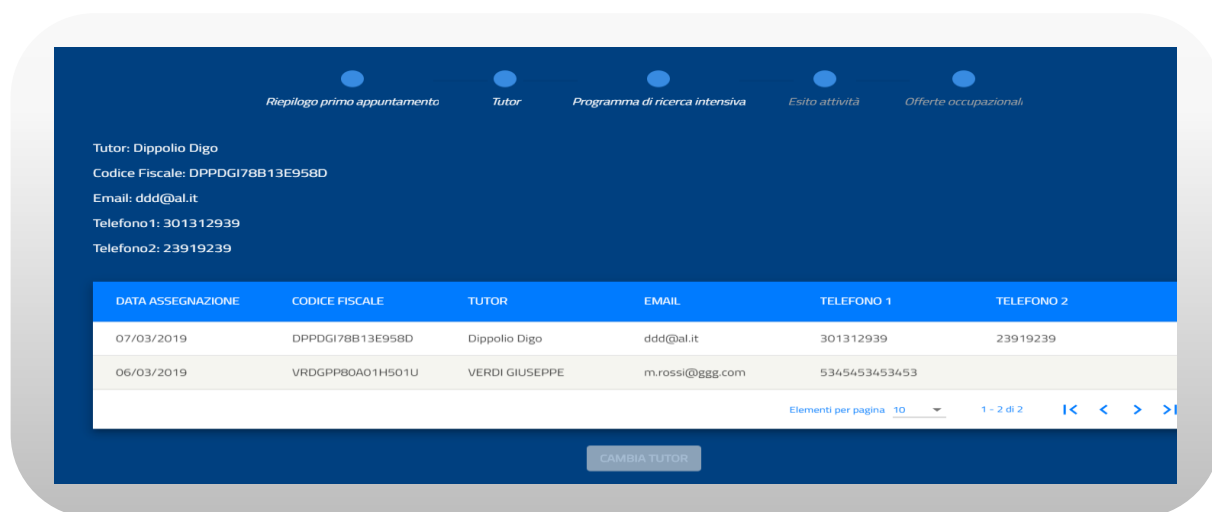 Riepilogo primo appuntamento Tutor Programma di ricerca intensiva Esito attività Offerte occupazionali
Tutor: Dippolio Digo
Codice Fiscale: DPPDGI78B13E958D
Email: ddd@al.it
Telefono1: 301312939
Telefono2: 23919239
DATA ASSEGNAZIONE CODICE FISCALE TUTOR EMAIL TELEFONO 1 TELEFONO 2
07/03/2019 DPPDGI78B13E958D Dippolio Digo ddd@al.it 301312939 23919239
06/03/2019 VRDGPP80A01H501U VERDI GIUSEPPE m.rossi@ggg.com 5345453453453
Elementi per pagina 10 1 - 2 di 2
CAMBIA TUTOR